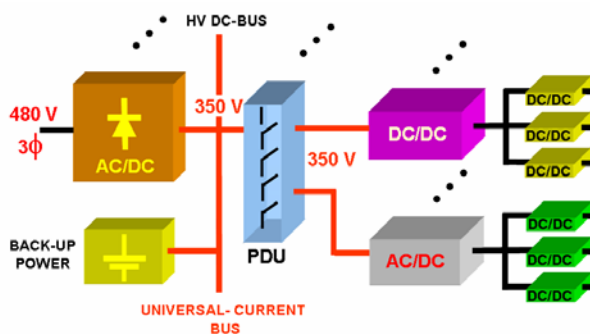 HV DC-BUS
480 V
3ϕ
AC/DC
350 V
PDU
350 V
DC/DC
DC/DC
DC/DC
DC/DC
BACK-UP
POWER
AC/DC
DC/DC
DC/DC
DC/DC
UNIVERSAL- CURRENT
BUS